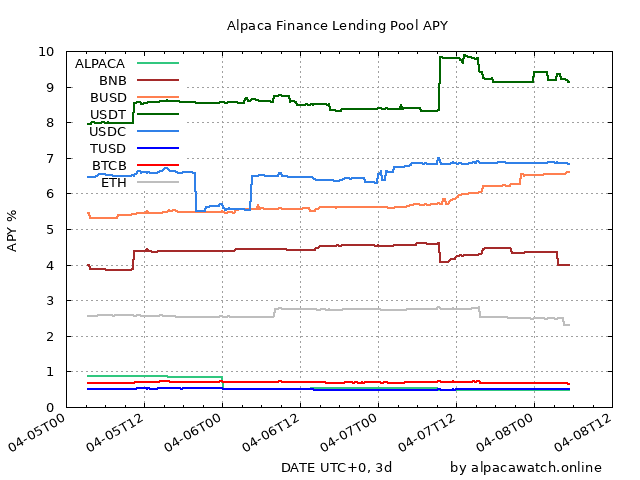 Alpaca Finance Lending Pool APY
10
9
8
7
6
5
4
3
2
1
0
APY %
ALPACA
BNB
BUSD
USDT
USDC
TUSD
BTCB
ETH
04-05T00
04-05T12
04-06T00
04-06T12
04-07T00
04-07T12
04-08T00
04-08T12
DATE UTC+0, 3d
by alpacawatch.online